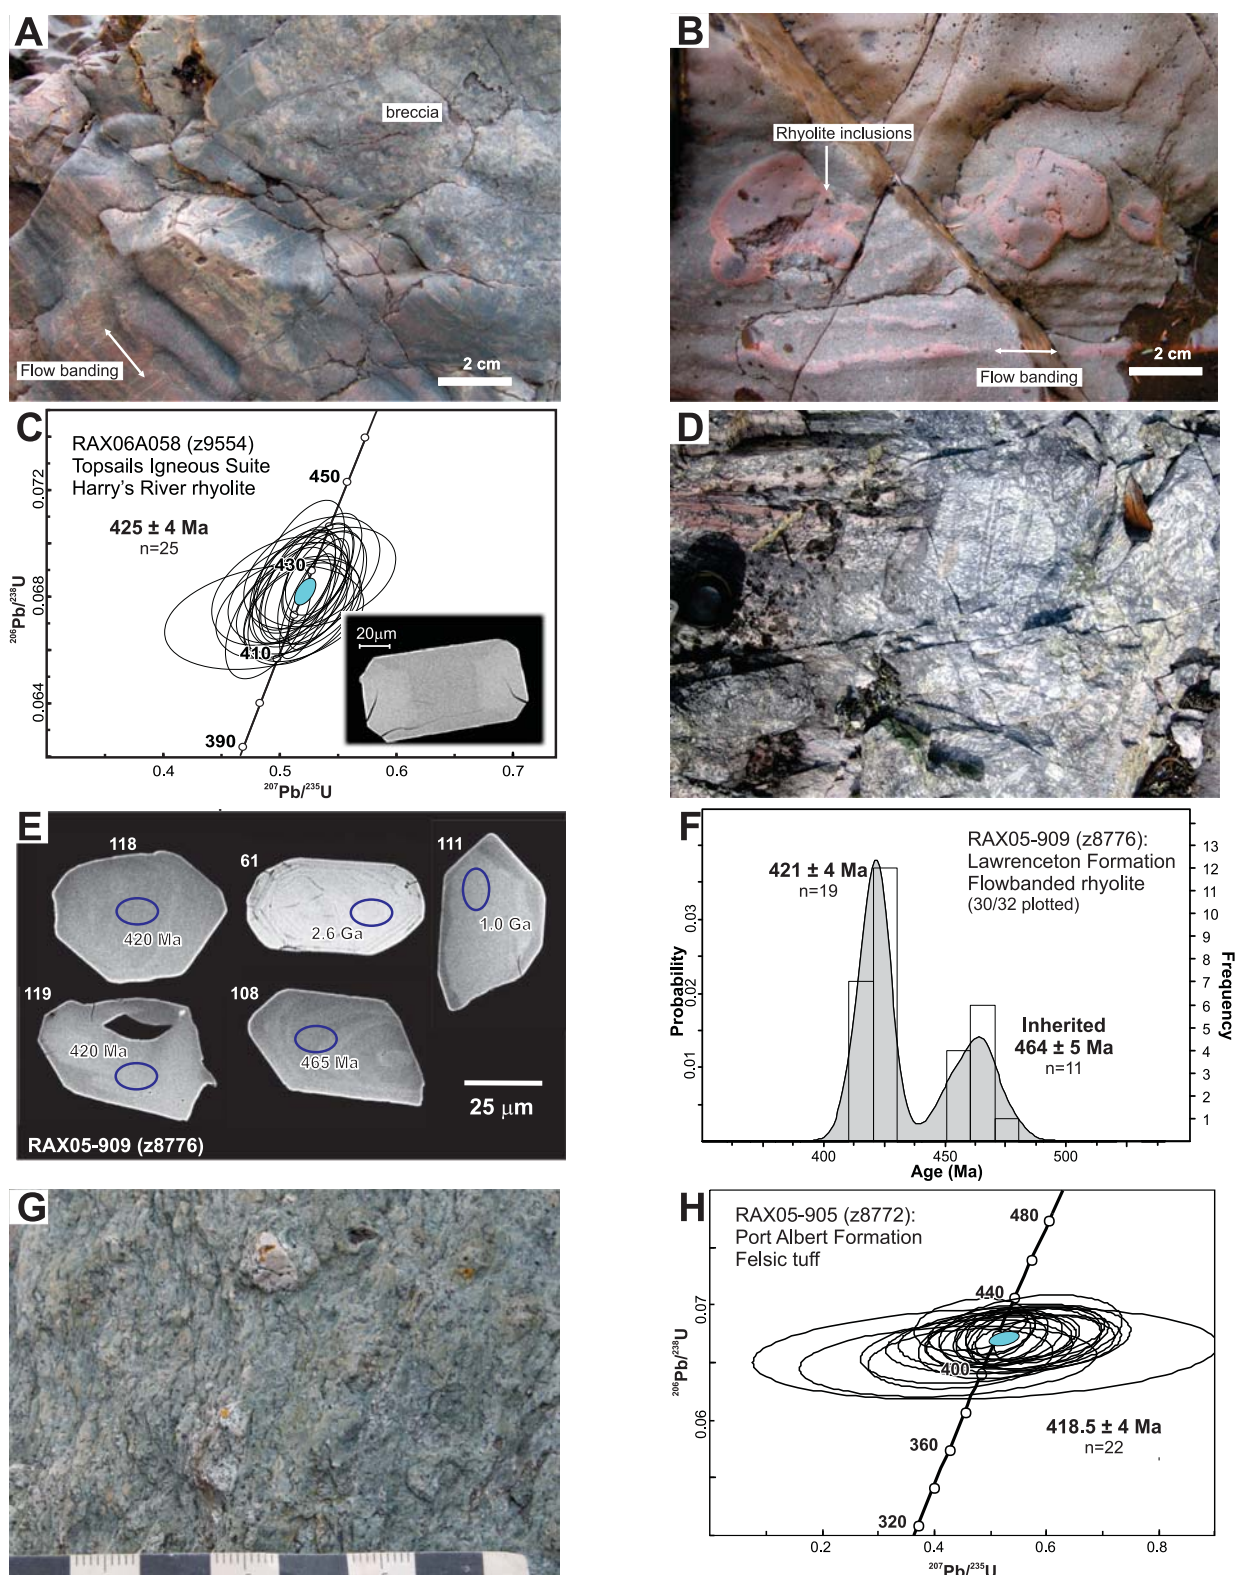 A
breccia
Flow banding
2 cm
B
Rhyolite inclusions
Flow banding
2 cm
C
RAX06A058 (z9554)
Topsails Igneous Suite
Harry's River rhyolite
425 ± 4 Ma
n=25
450
430
410
390
0.072
0.068
0.064
²⁰⁶Pb/²³⁸U
20μm
0.4
0.5
0.6
0.7
²⁰⁷Pb/²³⁵U
D
E
118
420 Ma
61
2.6 Ga
111
1.0 Ga
119
420 Ma
108
465 Ma
25 μm
RAX05-909 (z8776)
F
RAX05-909 (z8776):
Lawrenceton Formation
Flowbanded rhyolite
(30/32 plotted)
421 ± 4 Ma
n=19
Inherited
464 ± 5 Ma
n=11
Probability
0.03
0.02
0.01
Frequency
13
12
11
10
9
8
7
6
5
4
3
2
1
400
450
500
Age (Ma)
G
H
RAX05-905 (z8772):
Port Albert Formation
Felsic tuff
480
440
400
360
320
418.5 ± 4 Ma
n=22
0.07
0.06
²⁰⁶Pb/²³⁸U
0.2
0.4
0.6
0.8
²⁰⁷Pb/²³⁵U